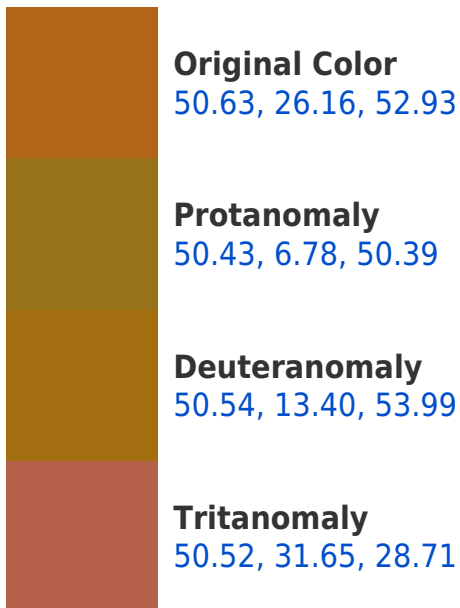 Original Color
50.63, 26.16, 52.93
Protanomaly
50.43, 6.78, 50.39
Deuteranomaly
50.54, 13.40, 53.99
Tritanomaly
50.52, 31.65, 28.71